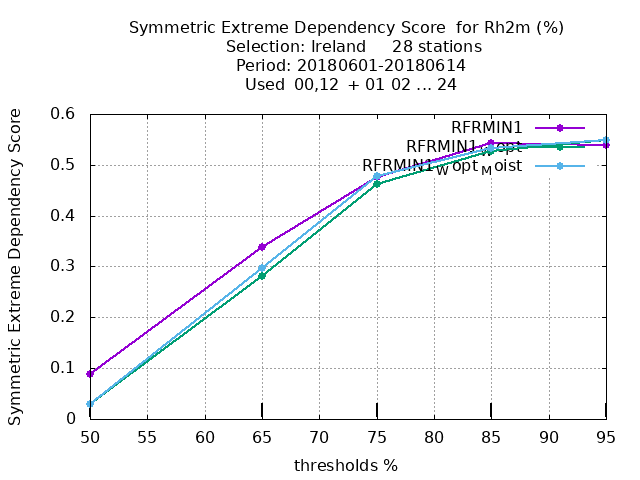 Symmetric Extreme Dependency Score for Rh2m (%)
Selection: Ireland 28 stations
Period: 20180601-20180614
Used 00,12 + 01 02 ... 24
Symmetric Extreme Dependency Score
0.6
0.5
0.4
0.3
0.2
0.1
0
RFRMIN1
RFRMIN1Wopt
RFRMIN1WoptMoist
50 55 60 65 70 75 80 85 90 95
thresholds %